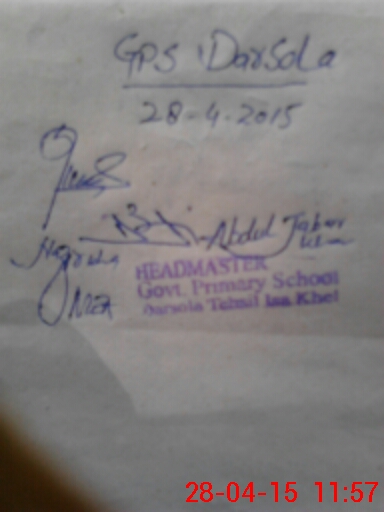 GPS Darsola
28-4-2015
Abdul Jabar
HEADMASTER
Govt. Primary School
Darsola Tehsil Isa Khel
28-04-15 11:57